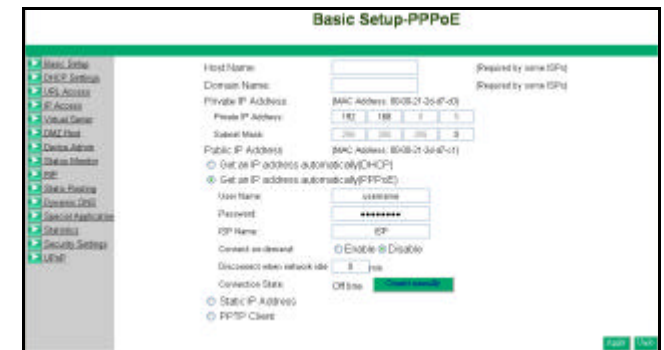 Basic Setup-PPPoE
Basic Setup
DHCP Settings
URL Access
IP Access
Virtual Server
DMZ Host
Device Admin
Status Monitor
RIP
Static Routing
Dynamic DNS
Special Application
Statistics
Security Settings
UPnP
Host Name: (Required by some ISPs)
Domain Name: (Required by some ISPs)
Private IP Address (MAC Address:
Private IP Address: 192 168
Subnet Mask: 255 255 255 0
Public IP Address (MAC Address:
Get an IP address automatically(DHCP)
Get an IP address automatically(PPPoE)
User Name: username
Password:
ISP Name: ISP
Connect on demand: Enable Disable
Disconnect when network idle min
Connection State: Offline
Static IP Address
PPTP Client
Apply